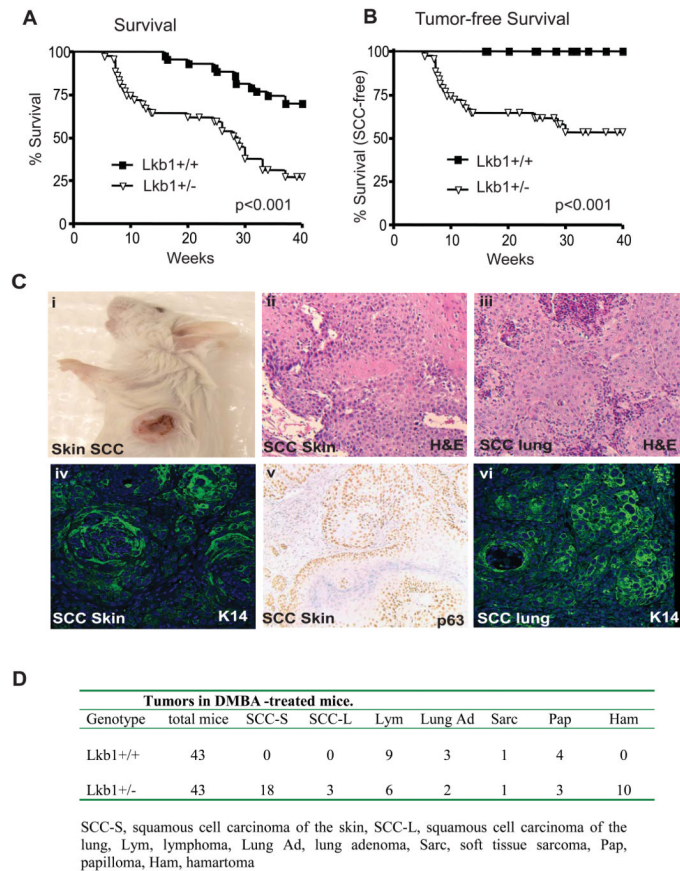 A
Survival
100
75
50
25
0
% Survival
Lkb1+/+
Lkb1+/-
p<0.001
0 10 20 30 40
Weeks
B
Tumor-free Survival
100
75
50
25
0
% Survival (SCC-free)
Lkb1+/+
Lkb1+/-
p<0.001
0 10 20 30 40
Weeks
C
i
Skin SCC
ii
SCC Skin H&E
iii
SCC lung H&E
iv
SCC Skin K14
v
SCC Skin p63
vi
SCC lung K14
D
Tumors in DMBA -treated mice.
Genotype total mice SCC-S SCC-L Lym Lung Ad Sarc Pap Ham
Lkb1+/+ 43 0 0 9 3 1 4 0
Lkb1+/- 43 18 3 6 2 1 3 10
SCC-S, squamous cell carcinoma of the skin, SCC-L, squamous cell carcinoma of the
lung, Lym, lymphoma, Lung Ad, lung adenoma, Sarc, soft tissue sarcoma, Pap,
papilloma, Ham, hamartoma